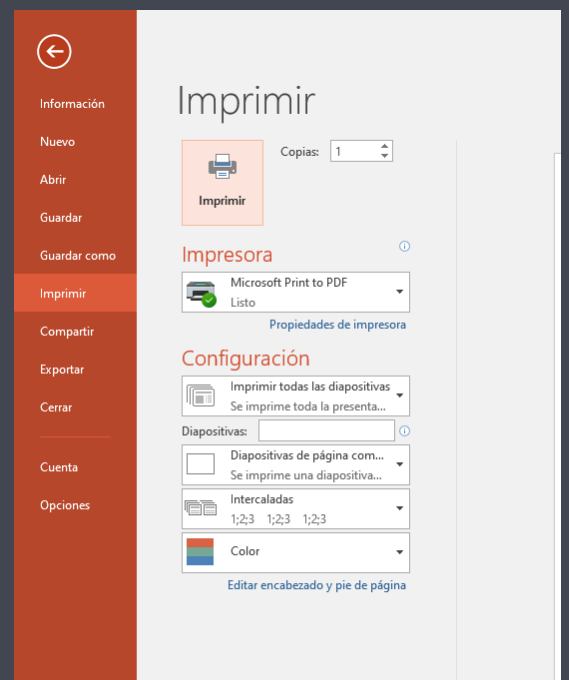 Imprimir
Información
Nuevo
Abrir
Guardar
Guardar como
Imprimir
Compartir
Exportar
Cerrar
Cuenta
Opciones
Imprimir
Copias: 1
Impresora
Microsoft Print to PDF
Listo
Propiedades de impresora
Configuración
Imprimir todas las diapositivas
Se imprime toda la presenta...
Diapositivas:
Diapositivas de página com...
Se imprime una diapositiva...
Intercaladas
1;2;3 1;2;3 1;2;3
Color
Editar encabezado y pie de página